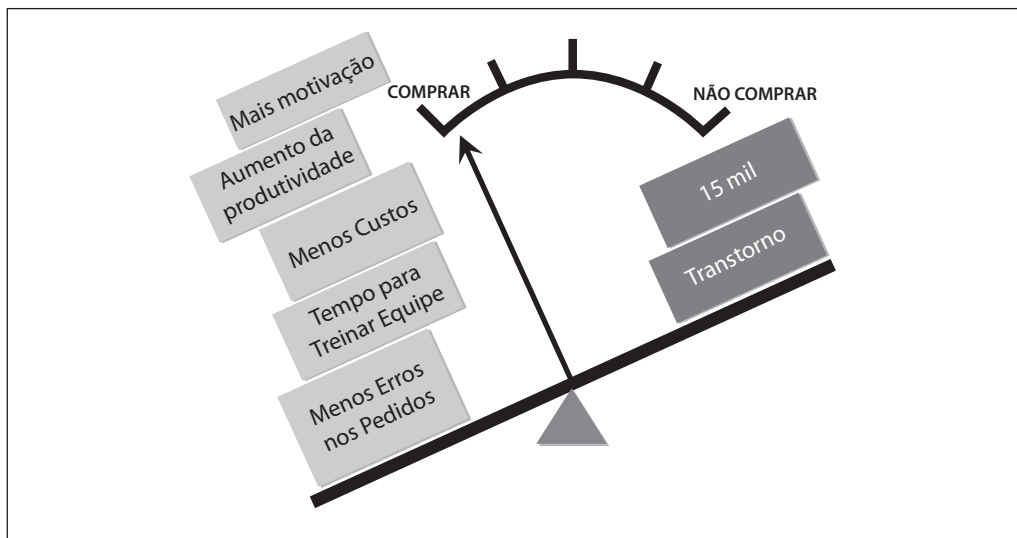 Mais motivação
Aumento da
produtividade
Menos Custos
Tempo para
Treinar Equipe
Menos Erros
nos Pedidos
COMPRAR
NÃO COMPRAR
15 mil
Transtorno